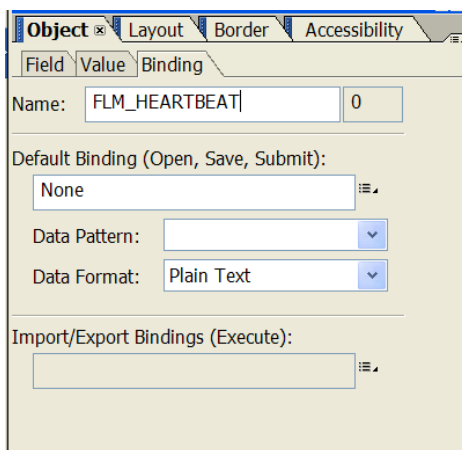 Object Layout Border Accessibility
Field Value Binding
Name: FLM_HEARTBEAT 0
Default Binding (Open, Save, Submit):
None
Data Pattern:
Data Format: Plain Text
Import/Export Bindings (Execute):